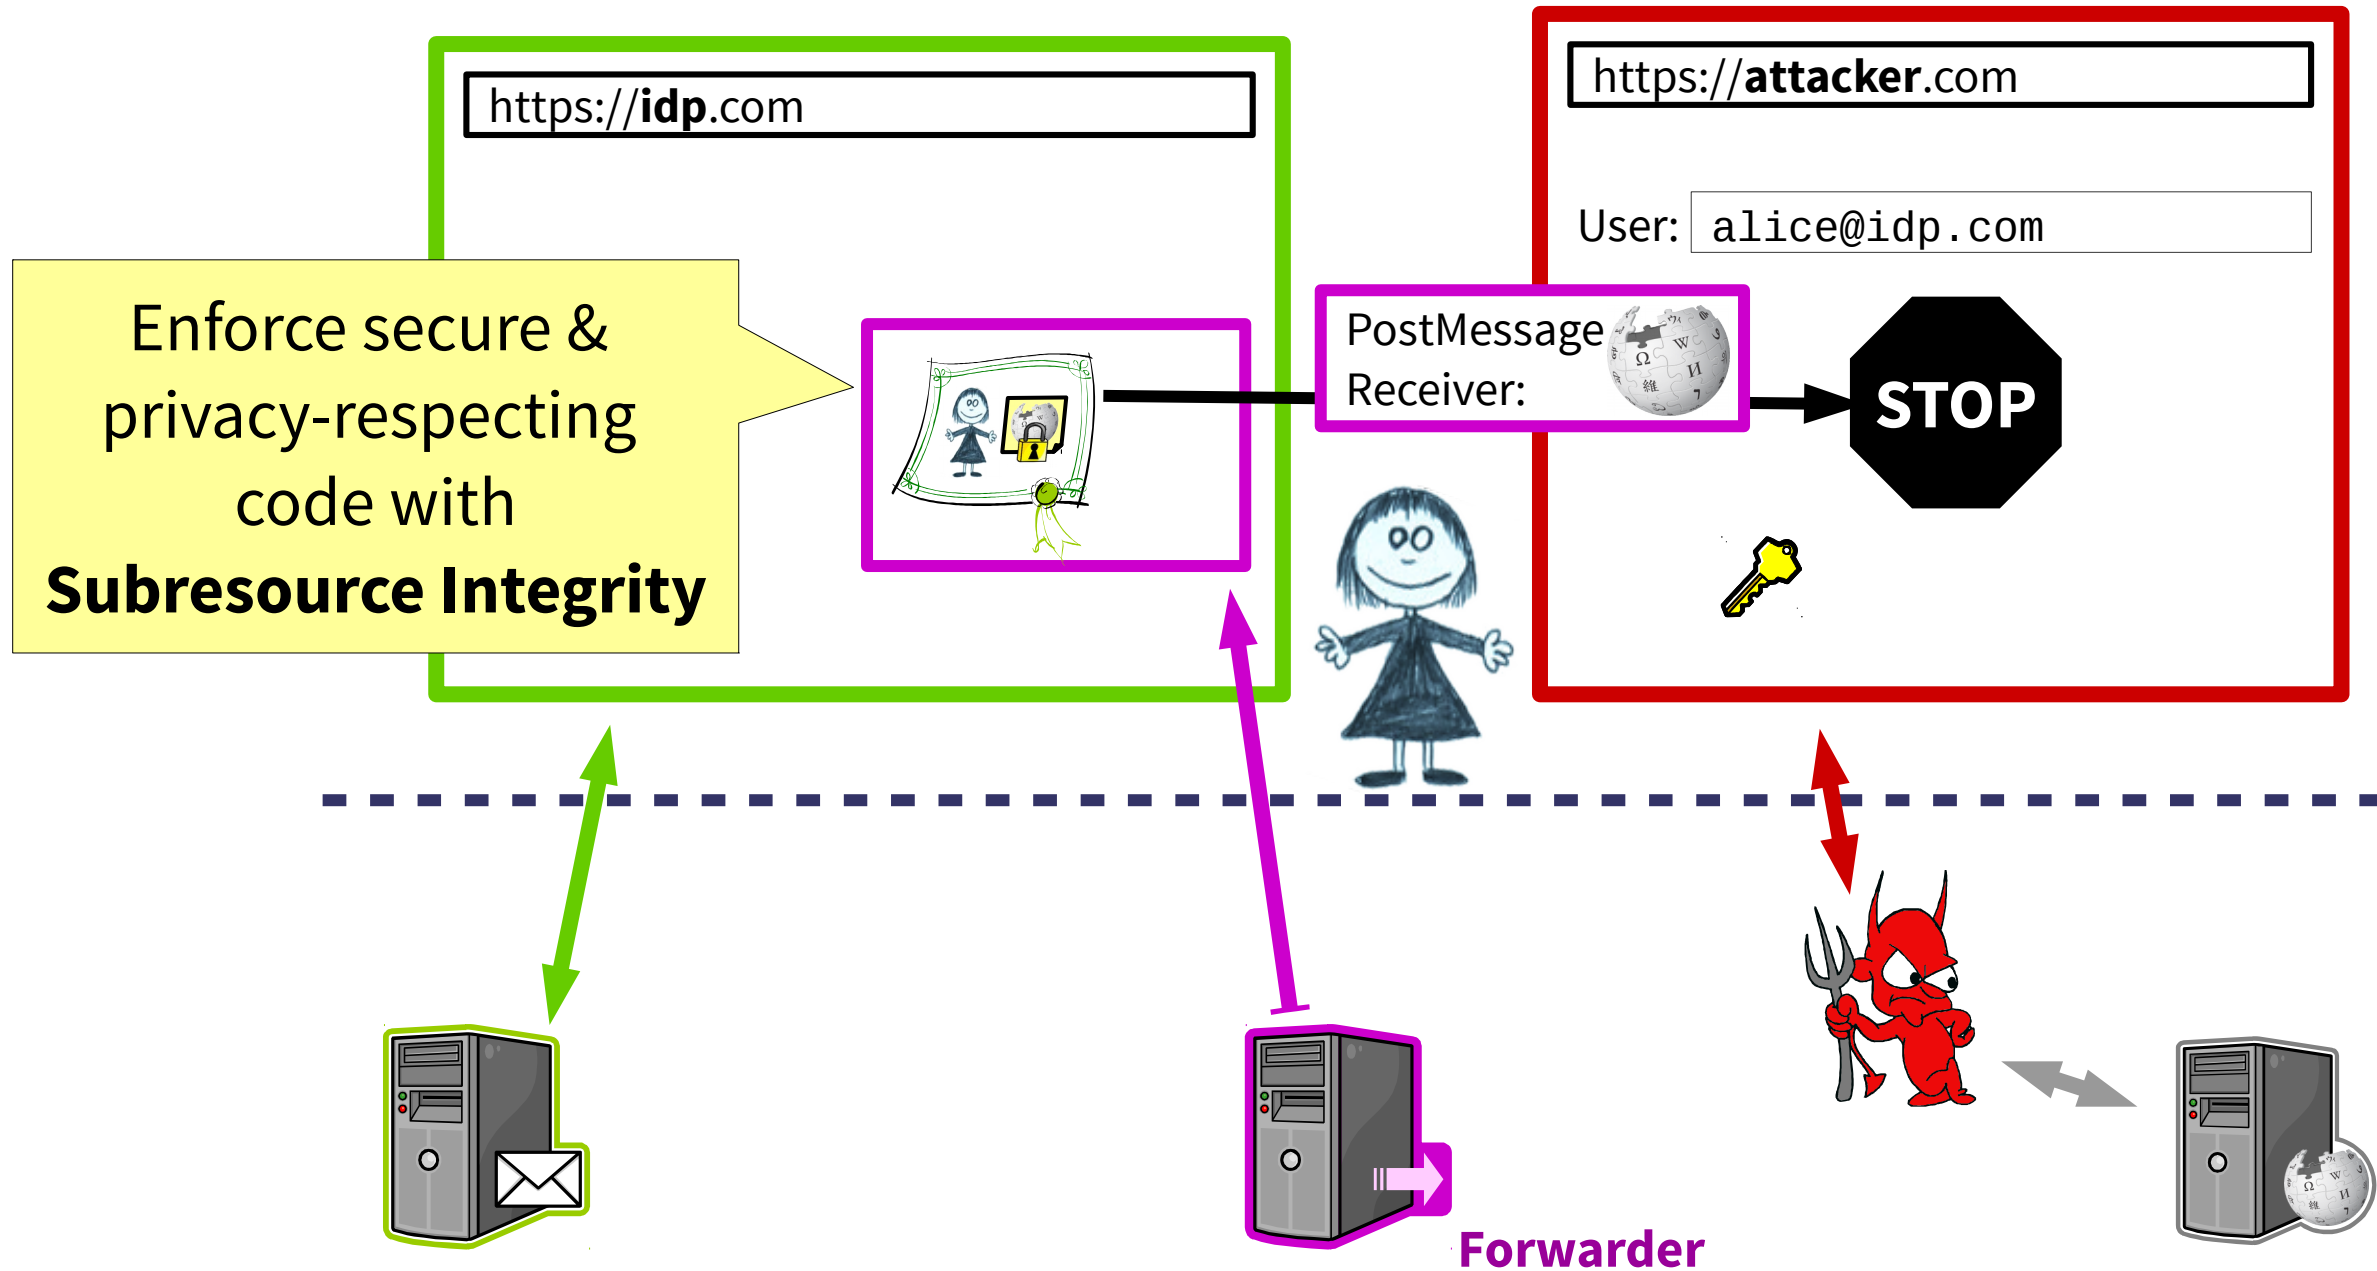 https://idp.com
https://attacker.com
User: alice@idp.com
Enforce secure &
privacy-respecting
code with
Subresource Integrity
PostMessage
Receiver:
STOP
Forwarder